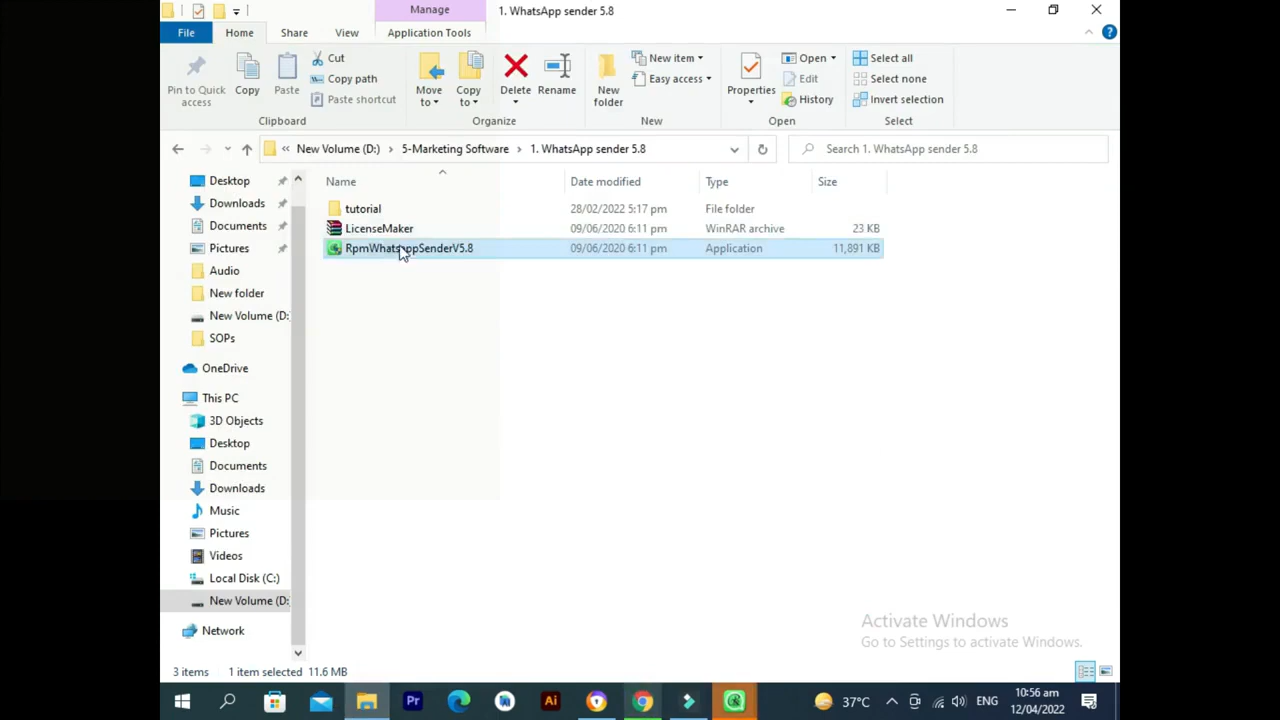 Manage
1. WhatsApp sender 5.8
File
Home
Share
View
Application Tools
Pin to Quick access
Copy
Paste
Cut
Copy path
Paste shortcut
Clipboard
Move to
Copy to
Delete
Rename
Organize
New folder
New item
Easy access
New
Properties
Open
Edit
History
Open
Select all
Select none
Invert selection
Select
« New Volume (D:) > 5-Marketing Software > 1. WhatsApp sender 5.8
Search 1. WhatsApp sender 5.8
Name Date modified Type Size
tutorial 28/02/2022 5:17 pm File folder
LicenseMaker 09/06/2020 6:11 pm WinRAR archive 23 KB
RpmWhatsappSenderV5.8 09/06/2020 6:11 pm Application 11,891 KB
Desktop
Downloads
Documents
Pictures
Audio
New folder
New Volume (D:
SOPs
OneDrive
This PC
3D Objects
Desktop
Documents
Downloads
Music
Pictures
Videos
Local Disk (C:)
New Volume (D:
Network
Activate Windows
Go to Settings to activate Windows.
3 items 1 item selected 11.6 MB
Pr
Ai
37°C
ENG
10:56 am
12/04/2022